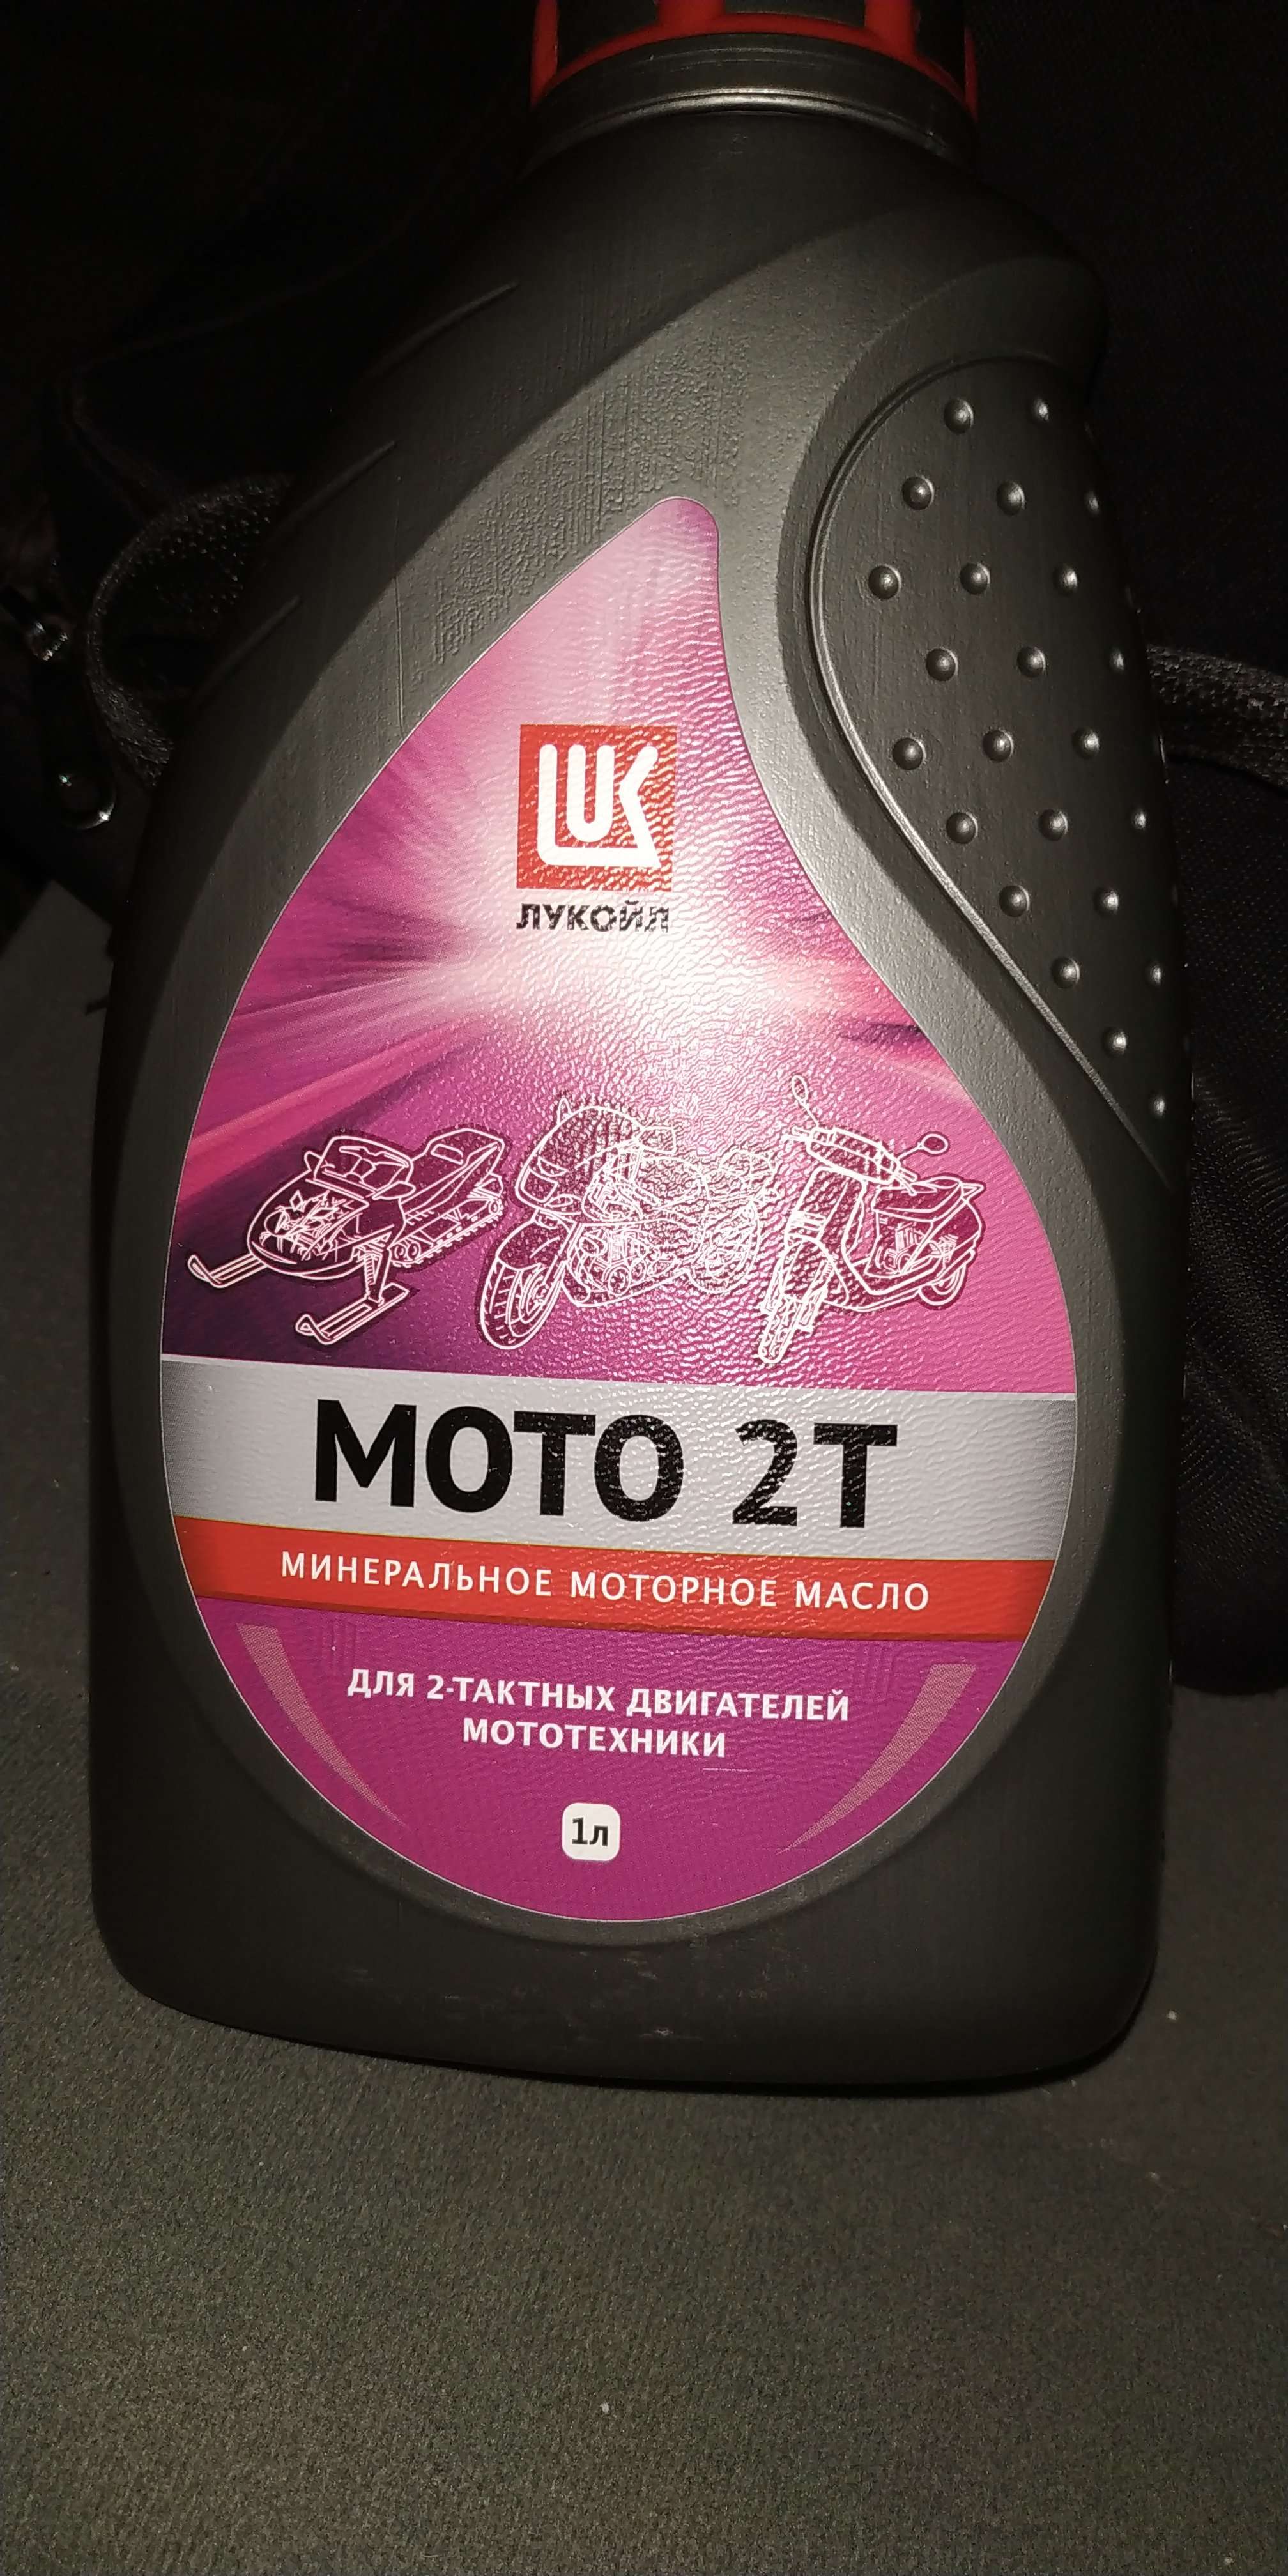 LUK
ЛУКОЙЛ
МОТО 2Т
МИНЕРАЛЬНОЕ МОТОРНОЕ МАСЛО
ДЛЯ 2-ТАКТНЫХ ДВИГАТЕЛЕЙ
МОТОТЕХНИКИ
1л